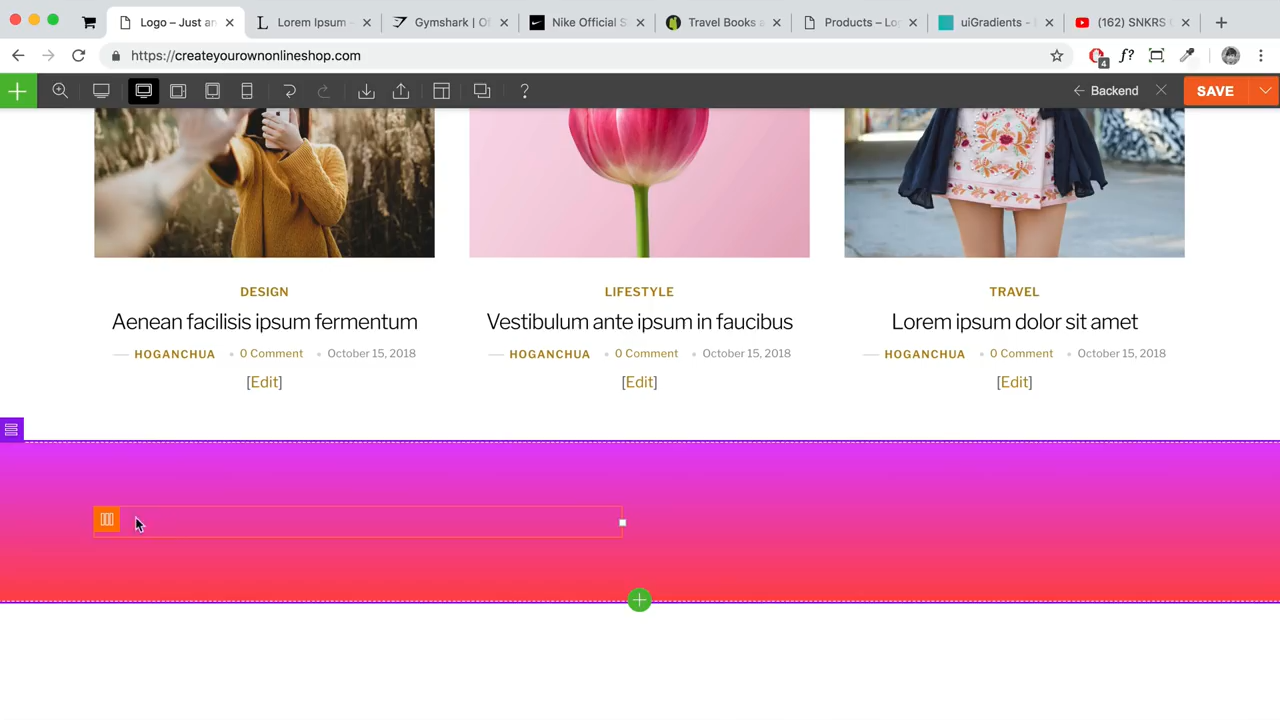 Logo – Just an
Lorem Ipsum –
Gymshark | Of
Nike Official S
Travel Books a
Products – Log
uiGradients –
(162) SNKRS C
https://createyourownonlineshop.com
4
f?
?
Backend
SAVE
DESIGN
LIFESTYLE
TRAVEL
Aenean facilisis ipsum fermentum
Vestibulum ante ipsum in faucibus
Lorem ipsum dolor sit amet
HOGANCHUA 0 Comment October 15, 2018
HOGANCHUA 0 Comment October 15, 2018
HOGANCHUA 0 Comment October 15, 2018
[Edit]
[Edit]
[Edit]